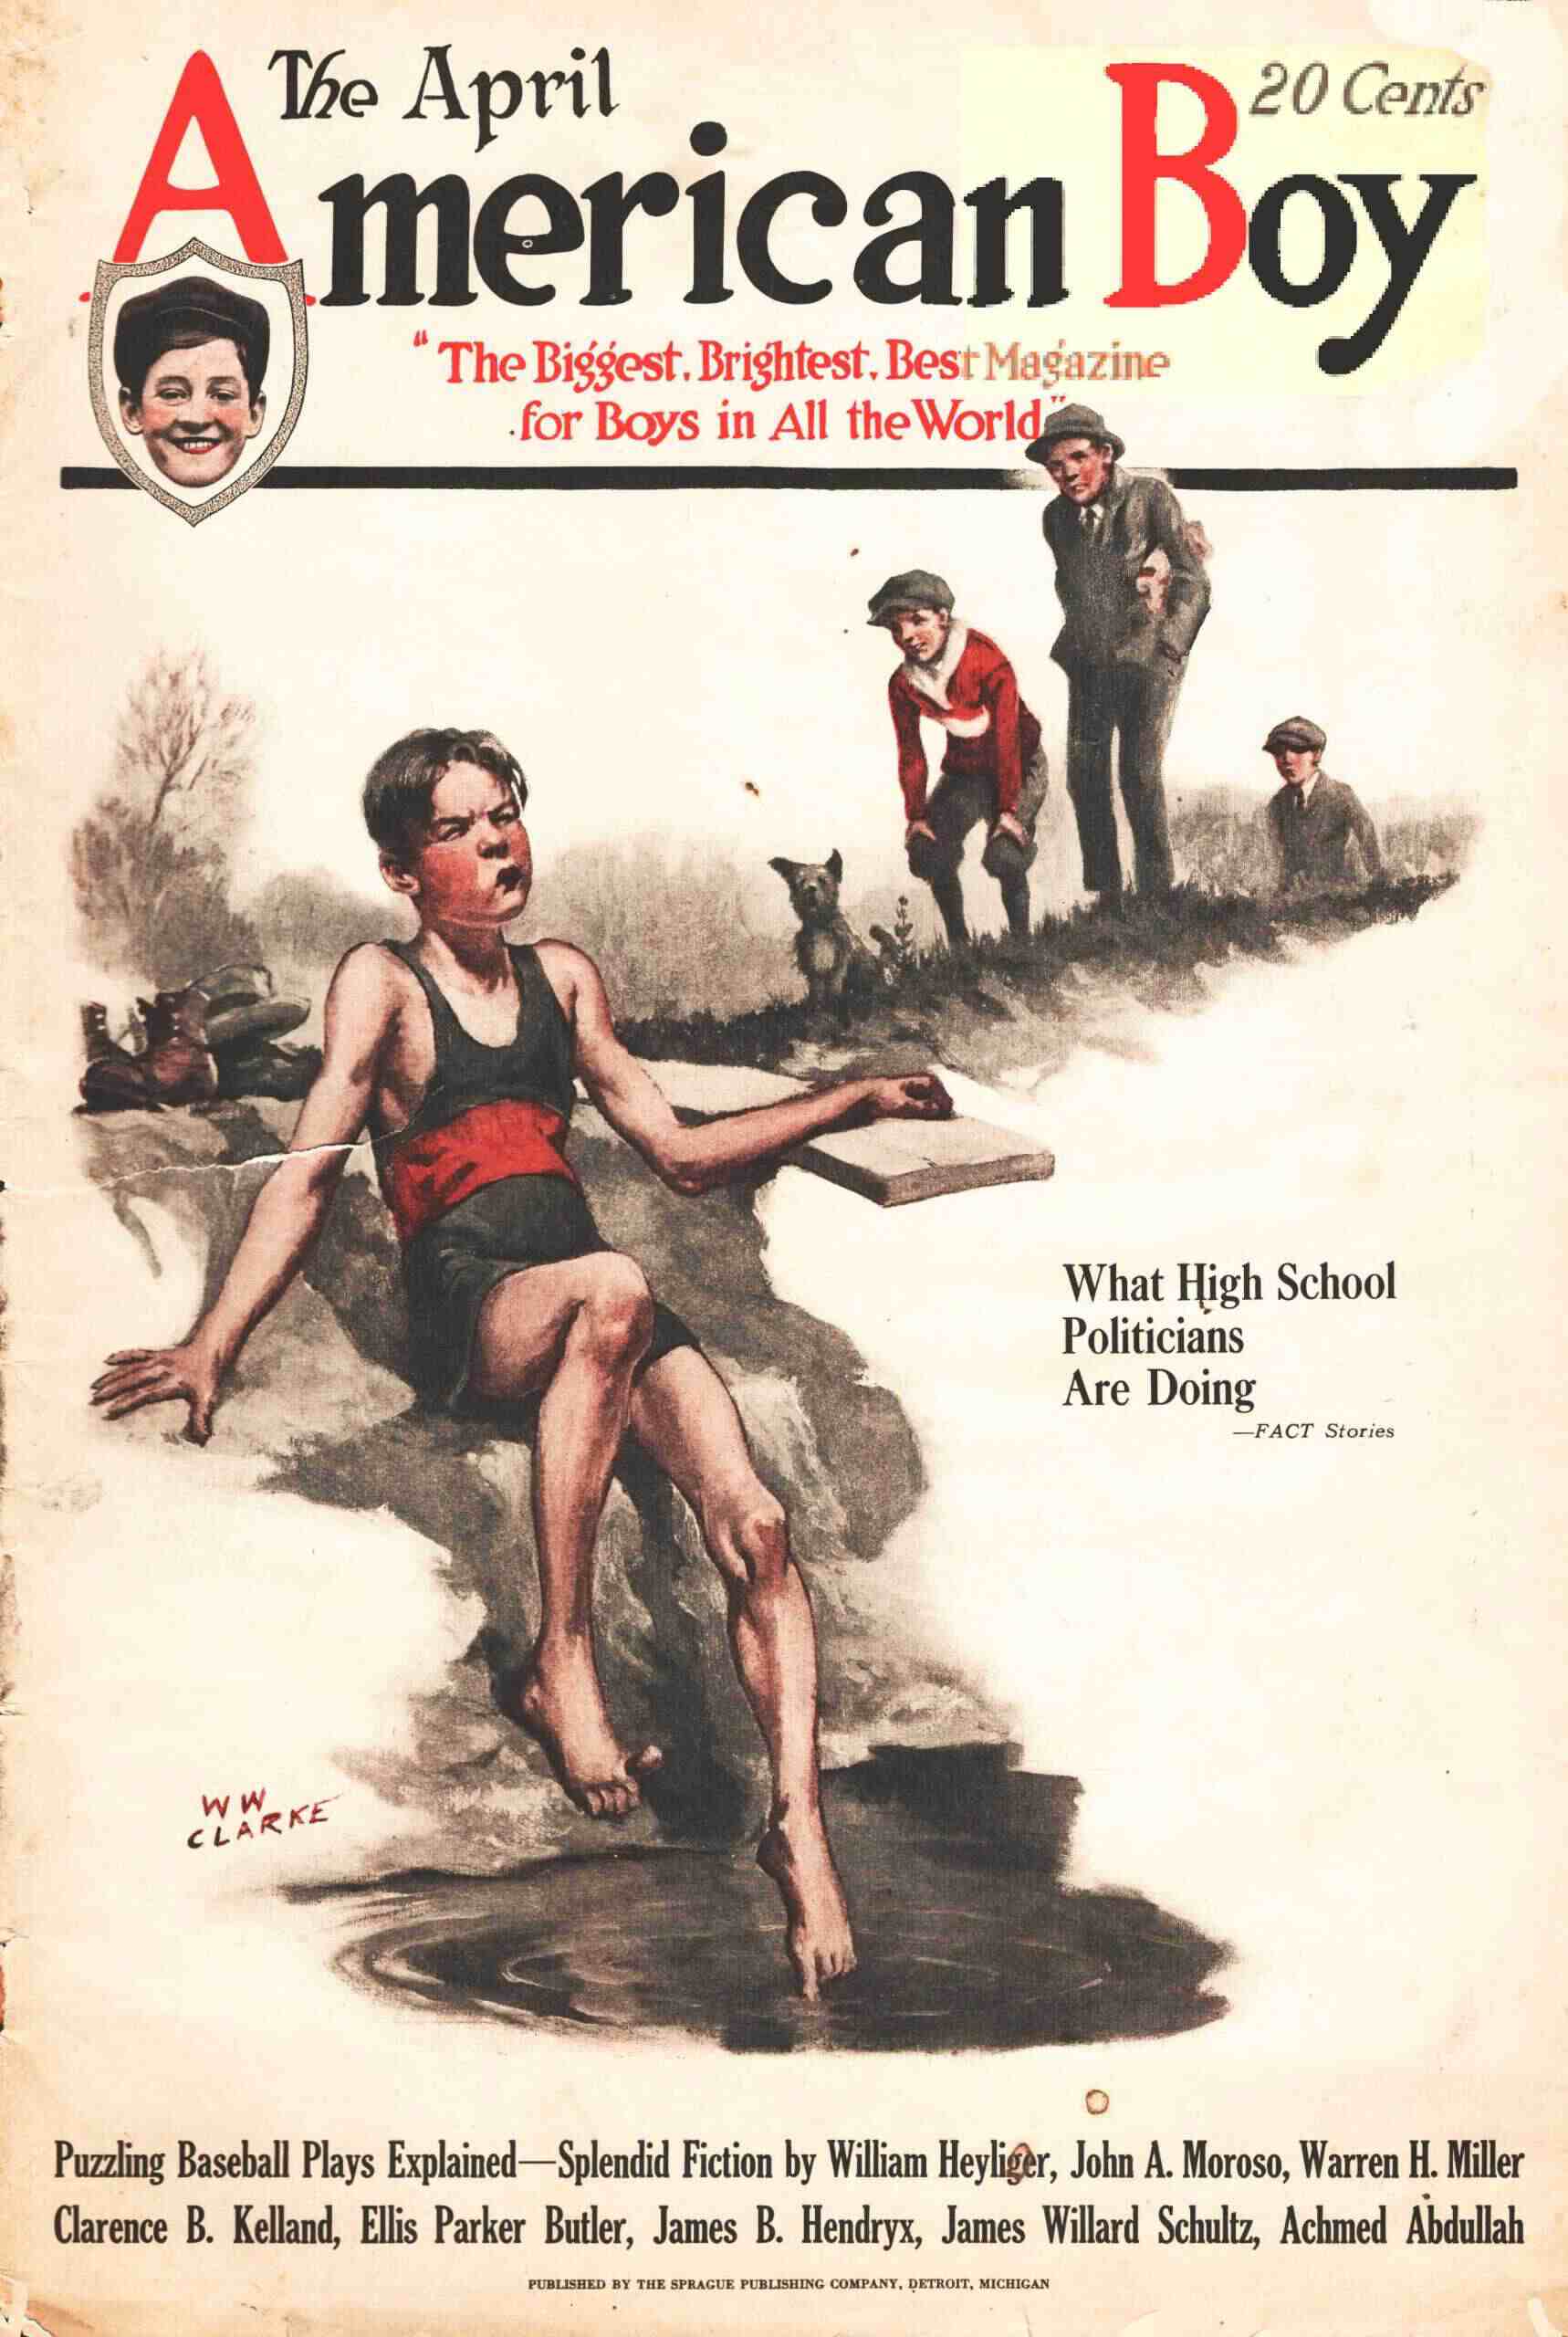 The April
20 Cents
American Boy
"The Biggest, Brightest, Best Magazine
for Boys in All the World"
What High School
Politicians
Are Doing
—FACT Stories
W W
CLARKE
Puzzling Baseball Plays Explained—Splendid Fiction by William Heyliger, John A. Moroso, Warren H. Miller
Clarence B. Kelland, Ellis Parker Butler, James B. Hendryx, James Willard Schultz, Achmed Abdullah
PUBLISHED BY THE SPRAGUE PUBLISHING COMPANY, DETROIT, MICHIGAN